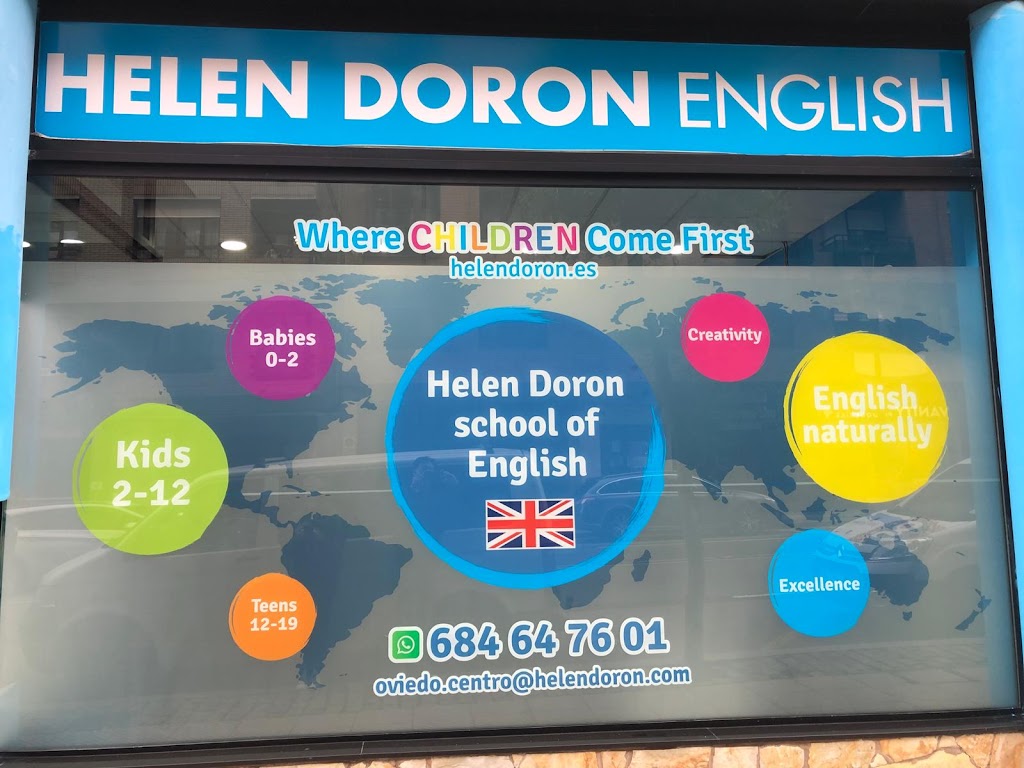 HELEN DORON ENGLISH
Where CHILDREN Come First
helendoron.es
Babies
0-2
Creativity
Helen Doron
school of
English
English
naturally
Kids
2-12
Excellence
Teens
12-19
684 64 76 01
oviedo.centro@helendoron.com